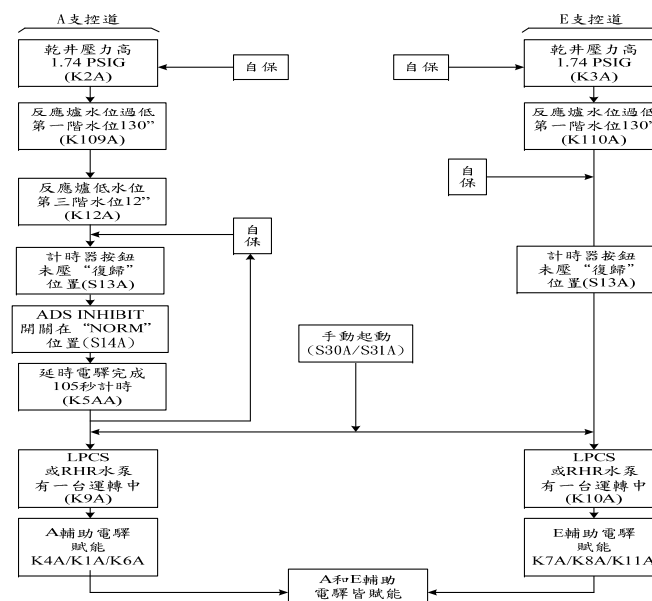 A支控道
乾井壓力高
1.74 PSIG
(K2A)
自保
反應爐水位過低
第一階水位130”
(K109A)
反應爐低水位
第三階水位12”
(K12A)
自
保
計時器按鈕
未壓“復歸”
位置(S13A)
ADS INHIBIT
開關在“NORM”
位置(S14A)
延時電驛完成
105秒計時
(K5AA)
LPCS
或RHR水泵
有一台運轉中
(K9A)
A輔助電驛
賦能
K4A/K1A/K6A
手動起動
(S30A/S31A)
E支控道
自保
乾井壓力高
1.74 PSIG
(K3A)
反應爐水位過低
第一階水位130”
(K110A)
自
保
計時器按鈕
未壓“復歸”
位置(S13A)
LPCS
或RHR水泵
有一台運轉中
(K10A)
E輔助電驛
賦能
K7A/K8A/K11A
A和E輔助
電驛皆賦能